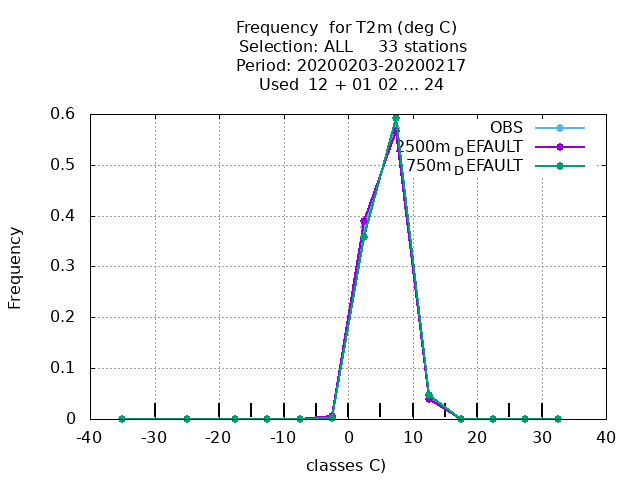 Frequency  for T2m (deg C)
Selection: ALL     33 stations
Period: 20200203-20200217
Used  12 + 01 02 ... 24
0.6
0.5
0.4
0.3
0.2
0.1
0
Frequency
OBS
2500m_DEFAULT
750m_DEFAULT
-40 -30 -20 -10 0 10 20 30 40
classes C)